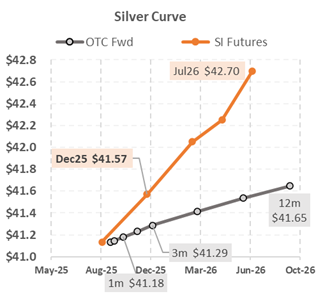 Silver Curve
OTC Fwd
SI Futures
$42.8
$42.6
$42.4
$42.2
$42.0
$41.8
$41.6
$41.4
$41.2
$41.0
Jul26 $42.70
Dec25 $41.57
12m
$41.65
3m $41.29
1m $41.18
May-25
Aug-25
Dec-25
Mar-26
Jun-26
Oct-26